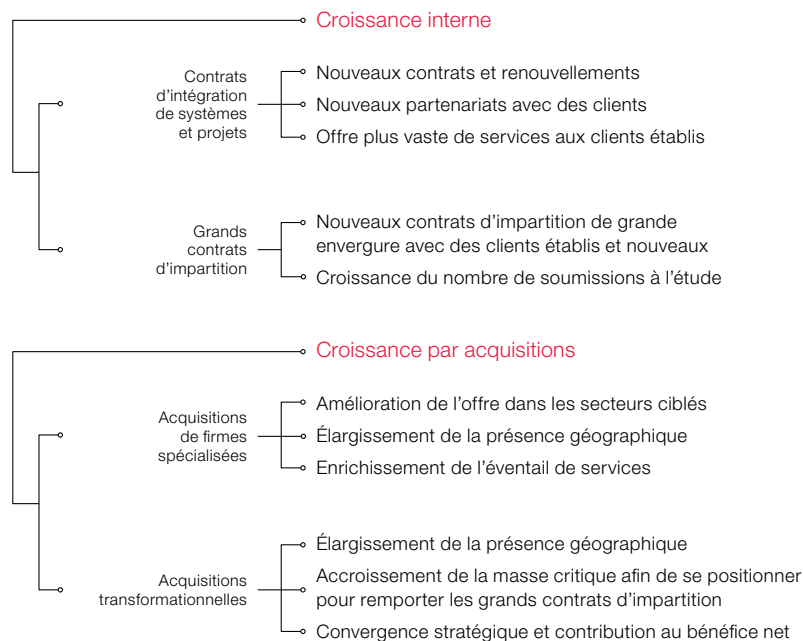 Croissance interne
Contrats
d’intégration
de systèmes
et projets
Nouveaux contrats et renouvellements
Nouveaux partenariats avec des clients
Offre plus vaste de services aux clients établis
Grands
contrats
d’impartition
Nouveaux contrats d’impartition de grande
envergure avec des clients établis et nouveaux
Croissance du nombre de soumissions à l’étude
Croissance par acquisitions
Acquisitions
de firmes
spécialisées
Amélioration de l’offre dans les secteurs ciblés
Élargissement de la présence géographique
Enrichissement de l’éventail de services
Acquisitions
transformationnelles
Élargissement de la présence géographique
Accroissement de la masse critique afin de se positionner
pour remporter les grands contrats d’impartition
Convergence stratégique et contribution au bénéfice net